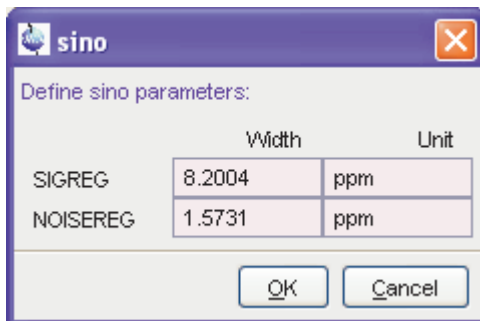 sino
Define sino parameters:
Width Unit
SIGREG 8.2004 ppm
NOISEREG 1.5731 ppm
OK Cancel